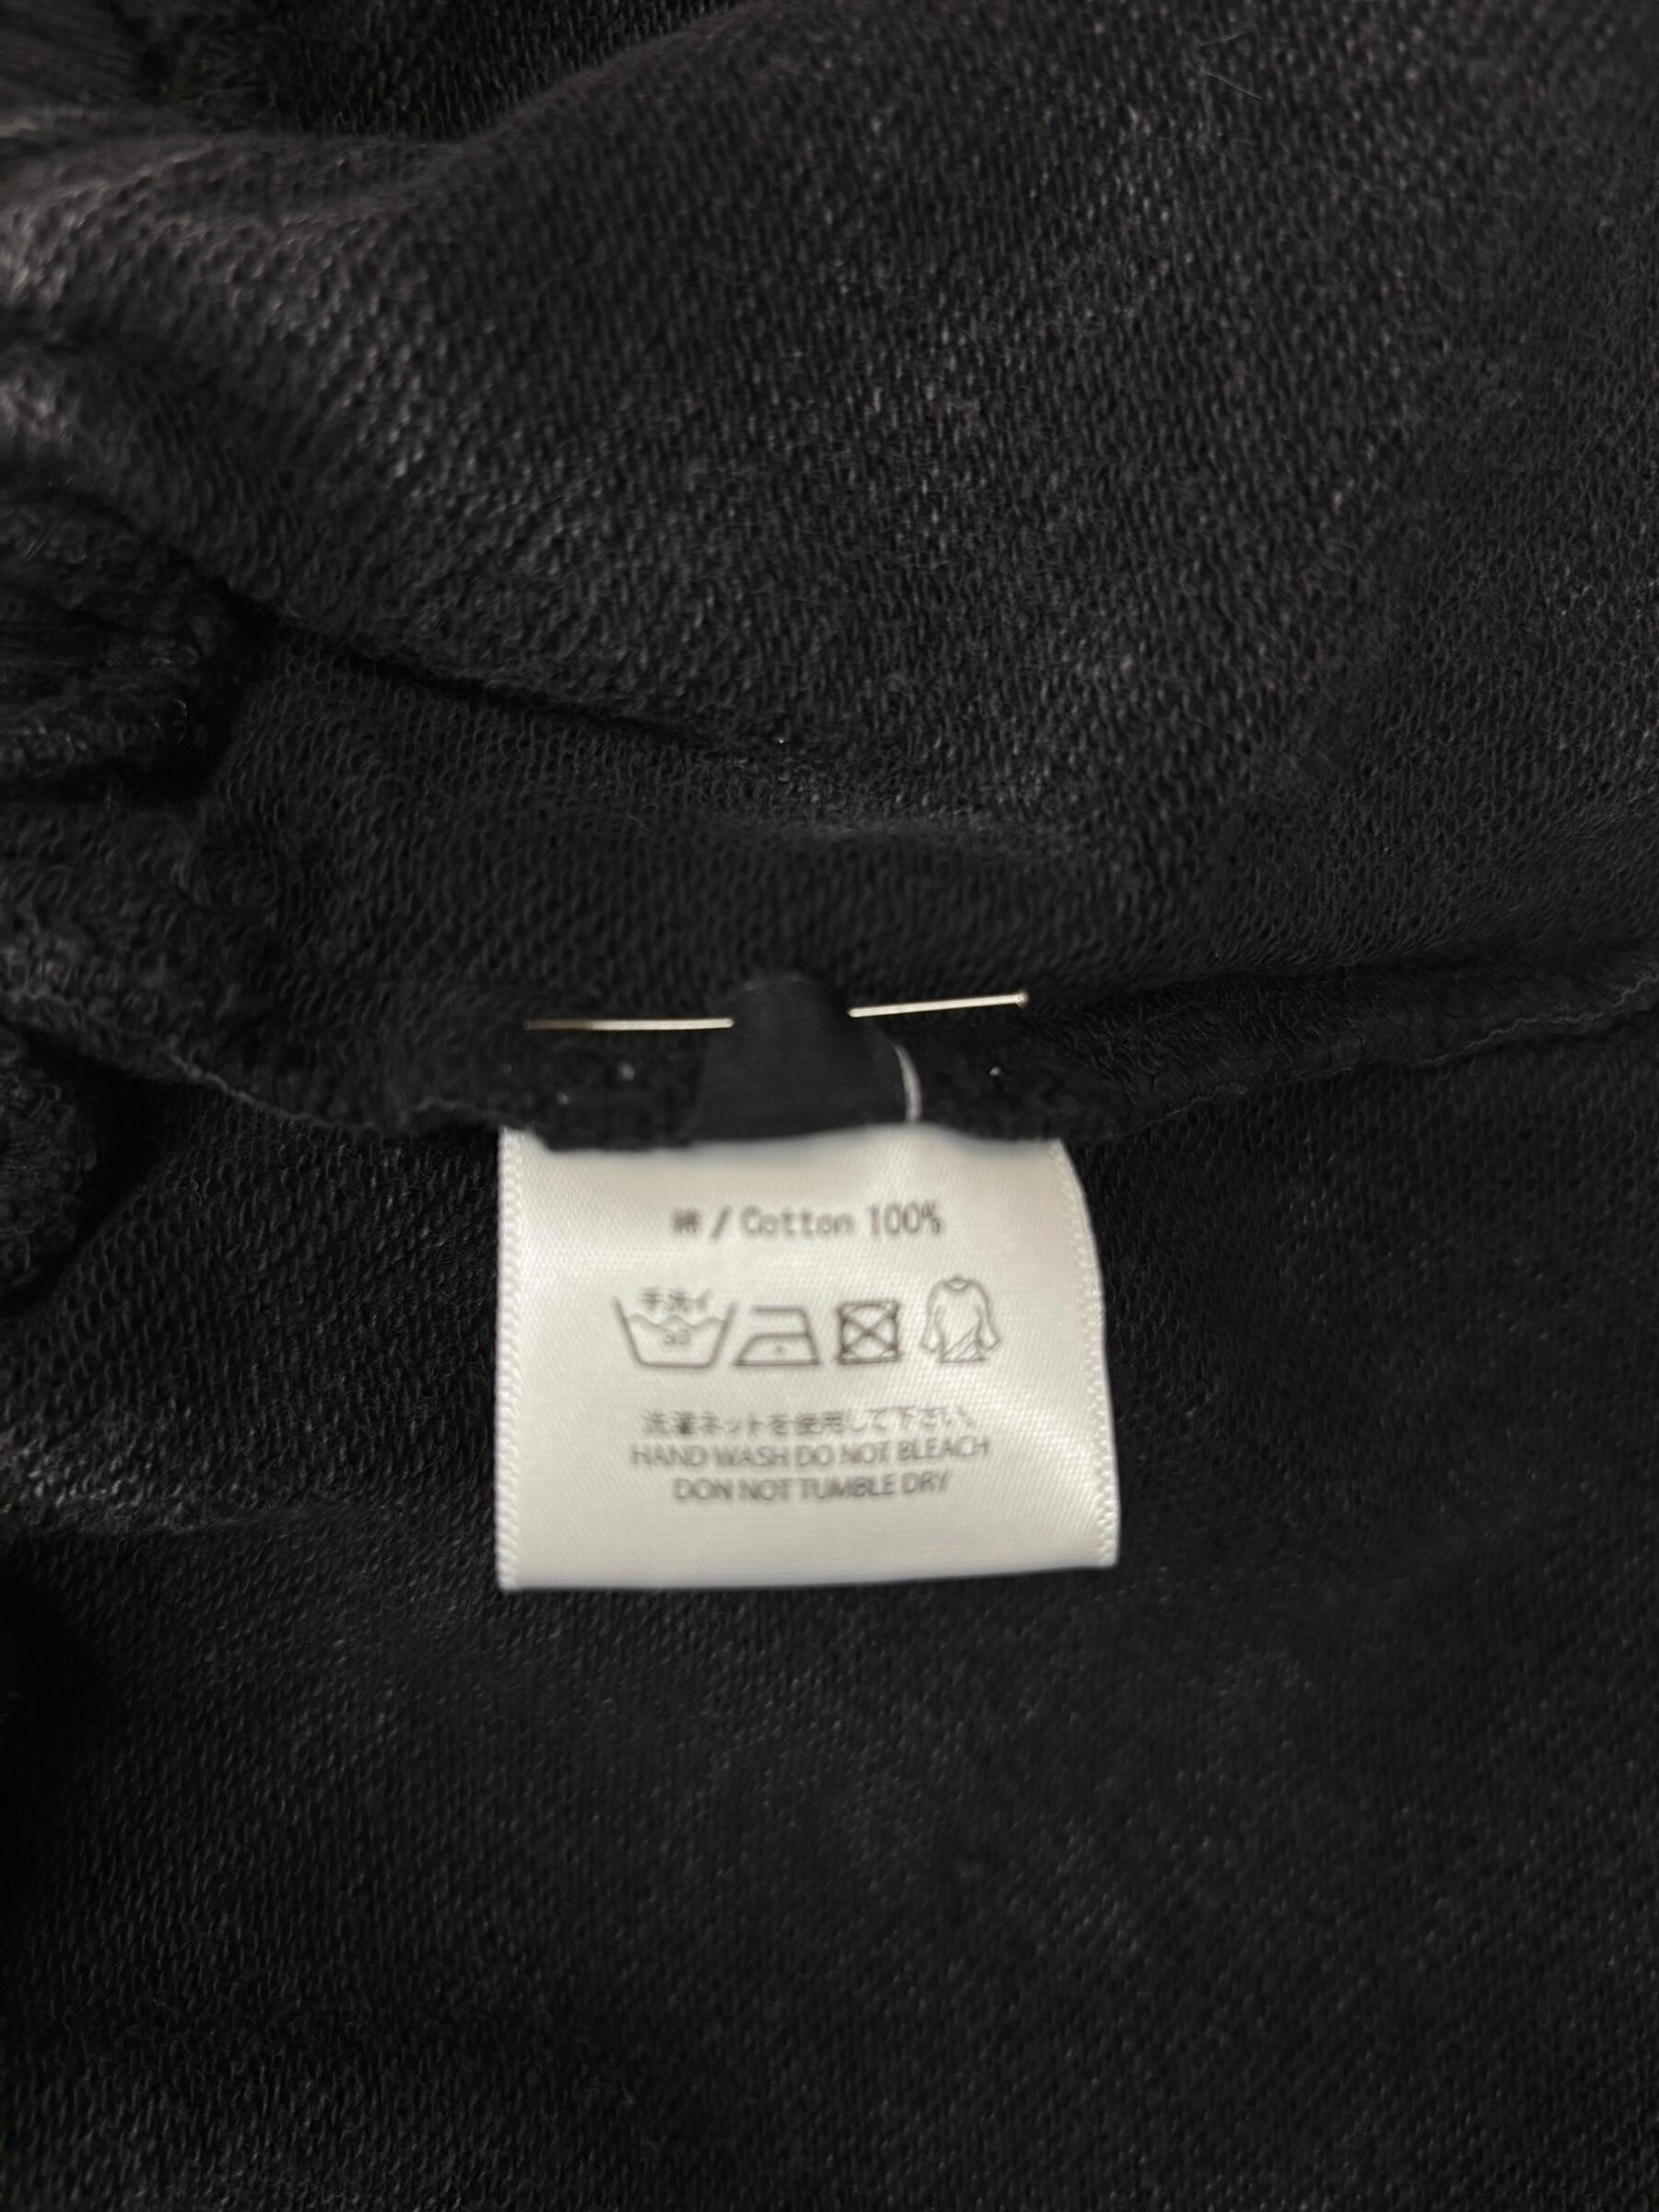 綿 / Cotton 100%
手洗イ
30
洗濯ネットを使用して下さい。
HAND WASH DO NOT BLEACH
DON NOT TUMBLE DRY